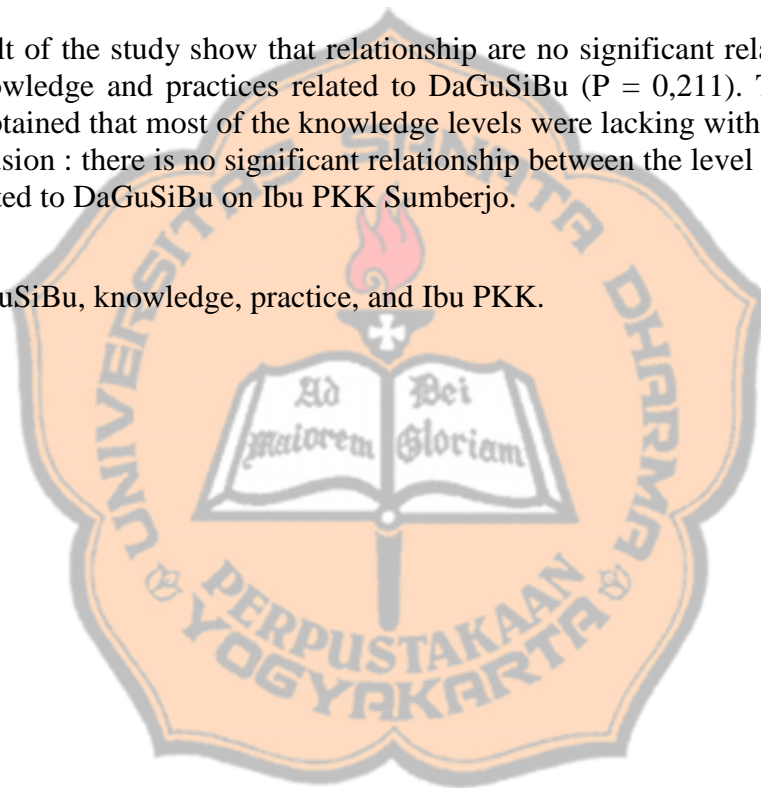 lt of the study show that relationship are no significant rela
owledge and practices related to DaGuSiBu (P = 0,211). T
otained that most of the knowledge levels were lacking with
sion : there is no significant relationship between the level
ted to DaGuSiBu on Ibu PKK Sumberjo.
uSiBu, knowledge, practice, and Ibu PKK.
UNIVERSITAS SANATA DHARMA
Ad Dei
Maiorem Gloriam
PERPUSTAKAAN
YOGYAKARTA